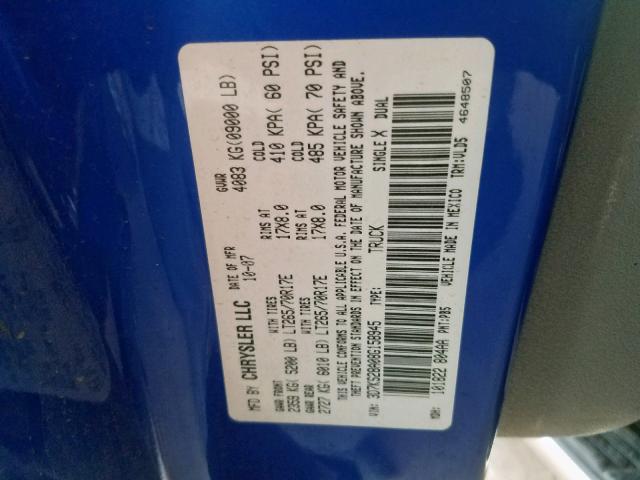 MFD BY CHRYSLER LLC DATE OF MFR GVWR
10-07 4083 KG(09000 LB)
GAWR FRONT WITH TIRES RIMS AT COLD
2359 KG( 5200 LB) LT265/70R17E 17X8.0 410 KPA( 60 PSI)
GAWR REAR WITH TIRES RIMS AT COLD
2727 KG( 6010 LB) LT265/70R17E 17X8.0 485 KPA( 70 PSI)
THIS VEHICLE CONFORMS TO ALL APPLICABLE U.S.A. FEDERAL MOTOR VEHICLE SAFETY AND
THEFT PREVENTION STANDARDS IN EFFECT ON THE DATE OF MANUFACTURE SHOWN ABOVE.
VIN: 3D7KS28A08G158945 TYPE: TRUCK SINGLE X DUAL
MDH: 101822 804AA PNT:PB5 VEHICLE MADE IN MEXICO TRM:VLD5 4648507